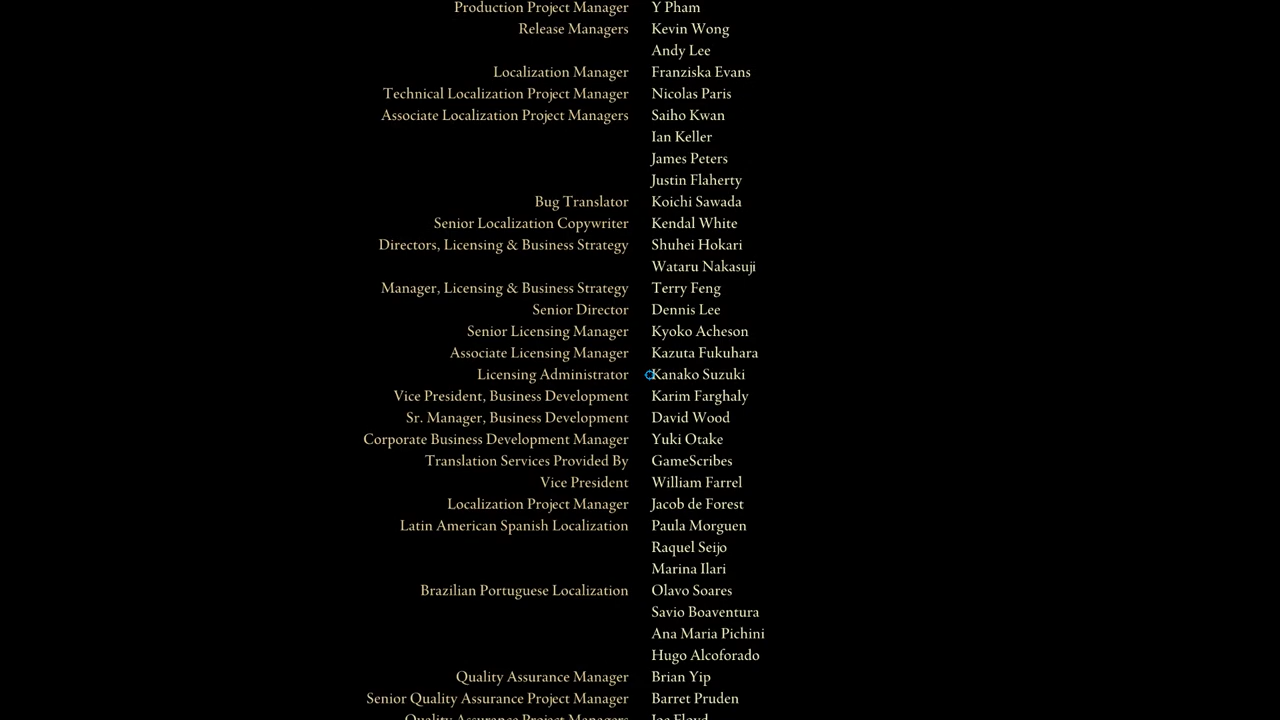 Production Project Manager Y Pham
Release Managers Kevin Wong
Andy Lee
Localization Manager Franziska Evans
Technical Localization Project Manager Nicolas Paris
Associate Localization Project Managers Saiho Kwan
Ian Keller
James Peters
Justin Flaherty
Bug Translator Koichi Sawada
Senior Localization Copywriter Kendal White
Directors, Licensing & Business Strategy Shuhei Hokari
Wataru Nakasuji
Manager, Licensing & Business Strategy Terry Feng
Senior Director Dennis Lee
Senior Licensing Manager Kyoko Acheson
Associate Licensing Manager Kazuta Fukuhara
Licensing Administrator Kanako Suzuki
Vice President, Business Development Karim Farghaly
Sr. Manager, Business Development David Wood
Corporate Business Development Manager Yuki Otake
Translation Services Provided By GameScribes
Vice President William Farrel
Localization Project Manager Jacob de Forest
Latin American Spanish Localization Paula Morguen
Raquel Seijo
Marina Ilari
Brazilian Portuguese Localization Olavo Soares
Savio Boaventura
Ana Maria Pichini
Hugo Alcoforado
Quality Assurance Manager Brian Yip
Senior Quality Assurance Project Manager Barret Pruden
Quality Assurance Project Managers Joe Floyd